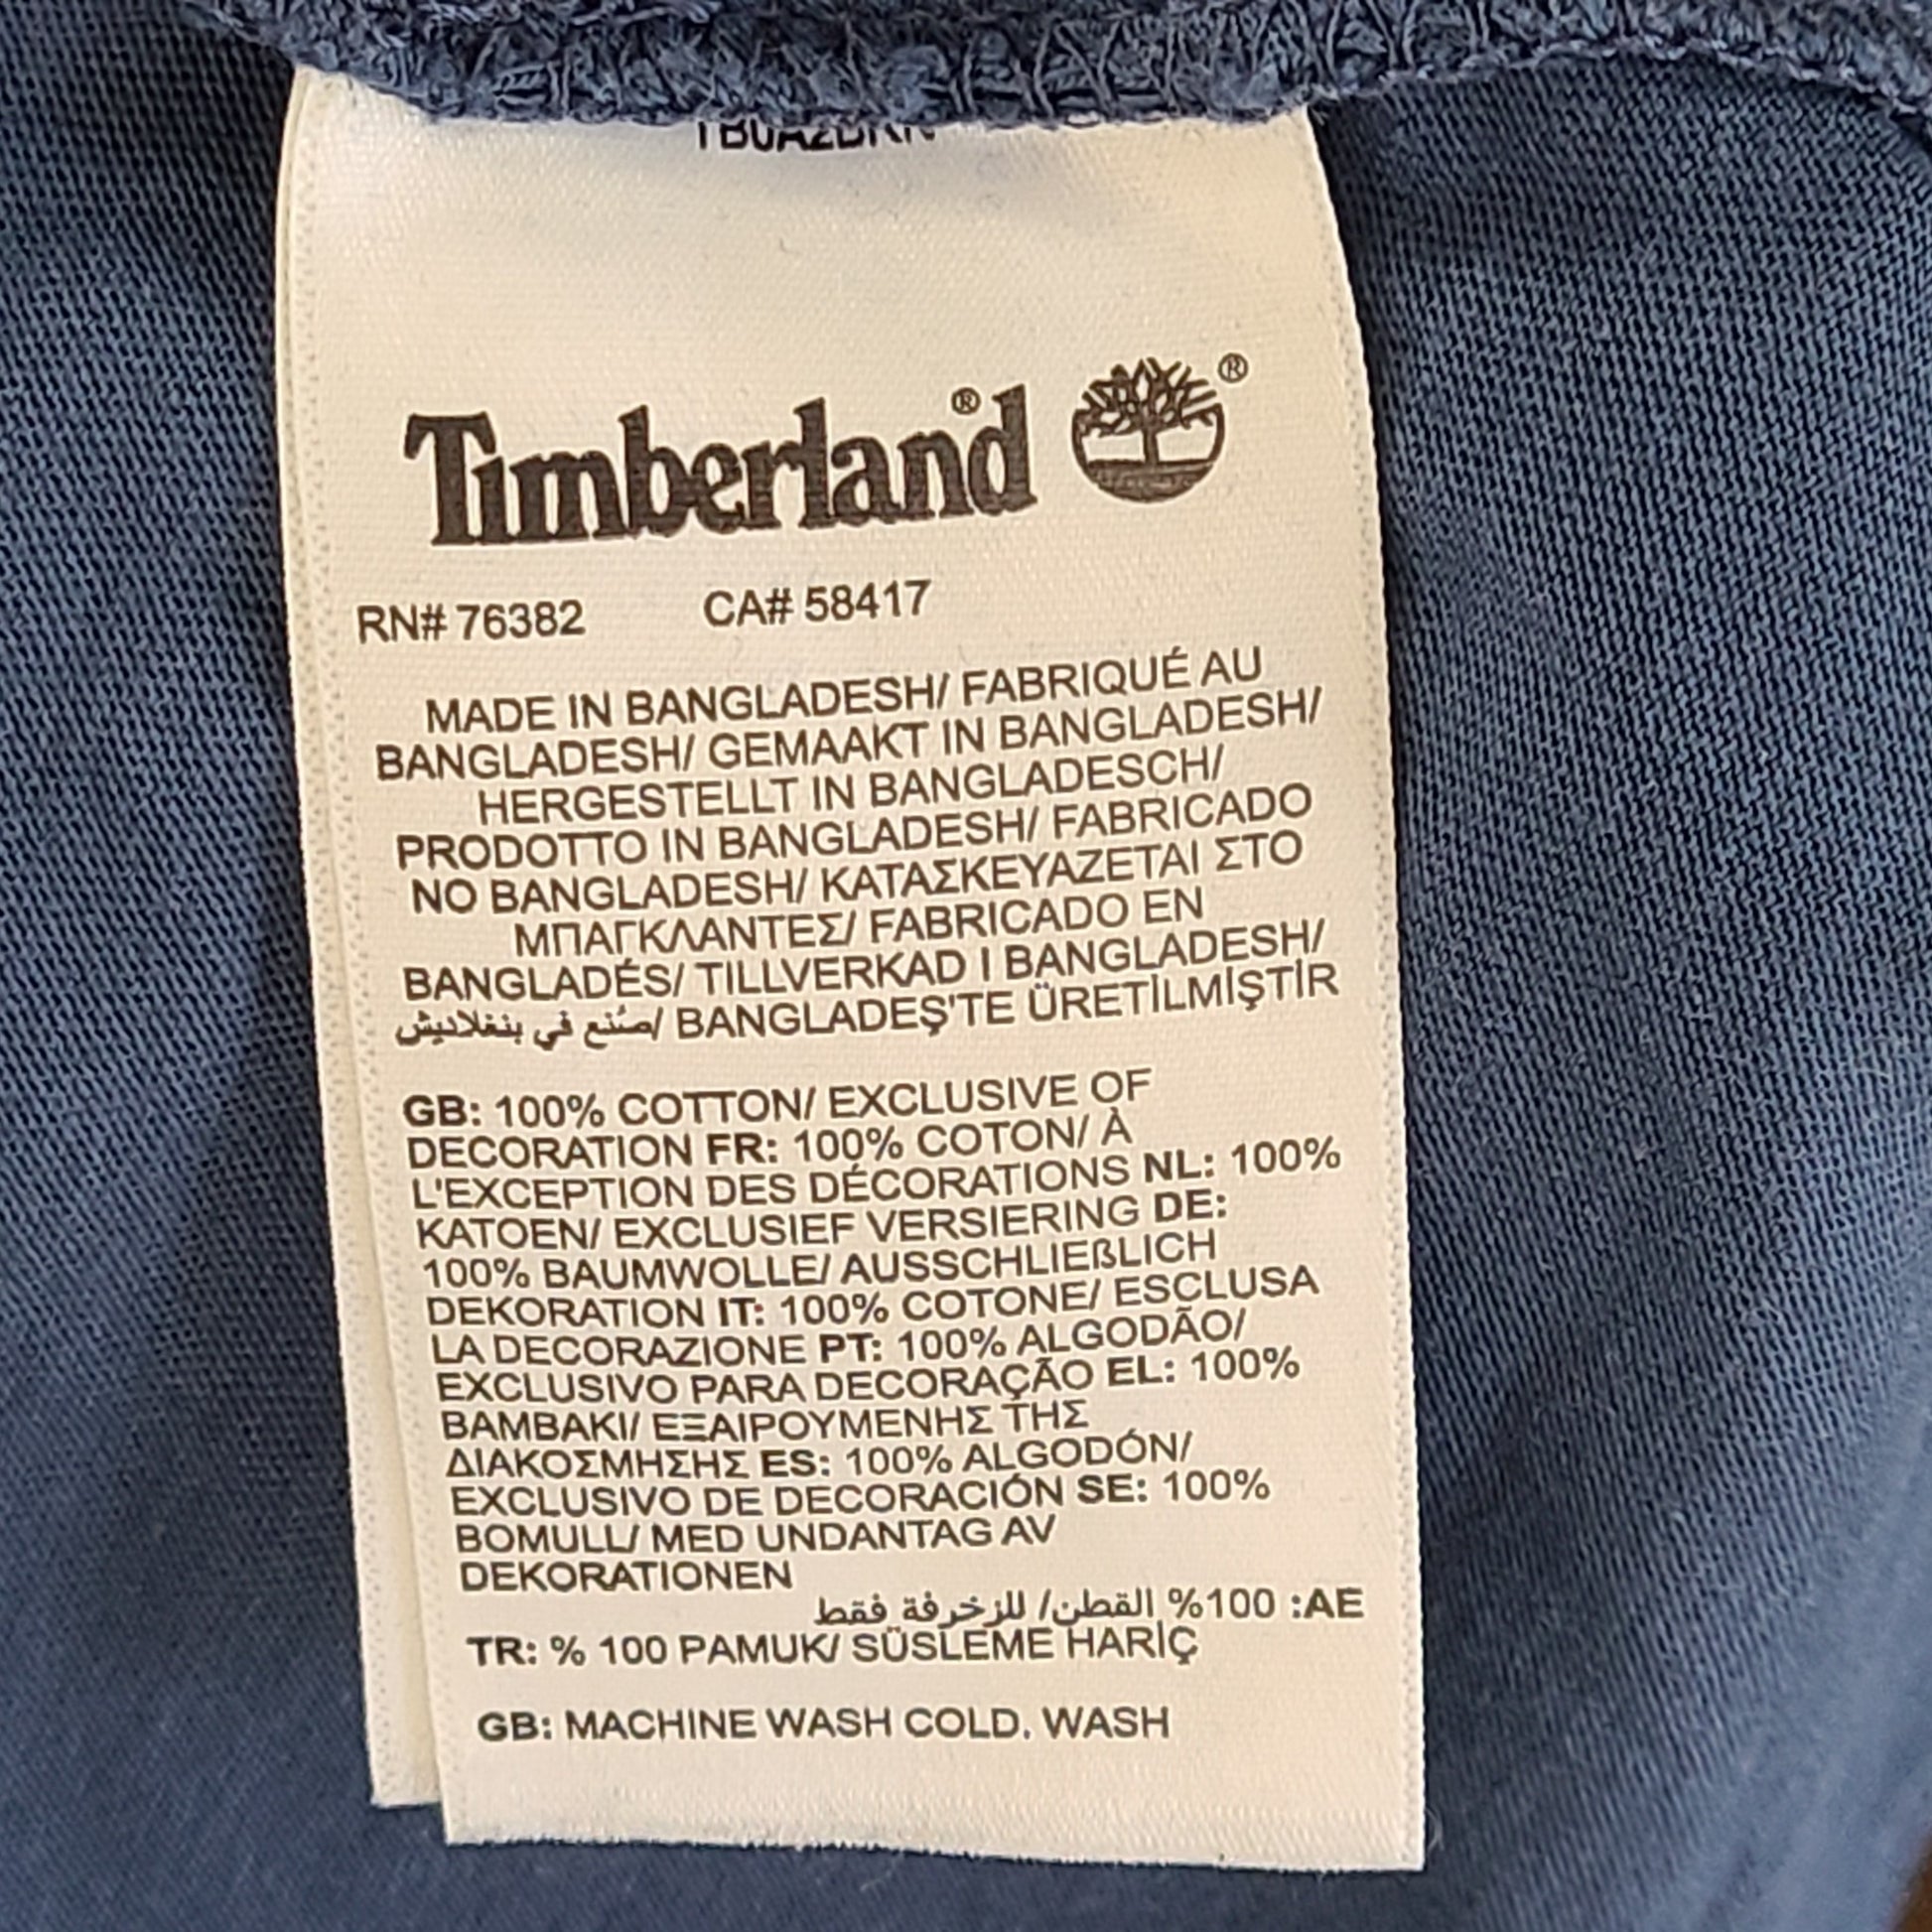 Timberland® ®
RN# 76382 CA# 58417
MADE IN BANGLADESH/ FABRIQUÉ AU
BANGLADESH/ GEMAAKT IN BANGLADESH/
HERGESTELLT IN BANGLADESCH/
PRODOTTO IN BANGLADESH/ FABRICADO
NO BANGLADESH/ ΚΑΤΑΣΚΕΥΑΖΕΤΑΙ ΣΤΟ
ΜΠΑΓΚΛΑΝΤΕΣ/ FABRICADO EN
BANGLADÉS/ TILLVERKAD I BANGLADESH/
صُنع في بنغلاديش/ BANGLADEŞ'TE ÜRETİLMİŞTİR
GB: 100% COTTON/ EXCLUSIVE OF
DECORATION FR: 100% COTON/ À
L'EXCEPTION DES DÉCORATIONS NL: 100%
KATOEN/ EXCLUSIEF VERSIERING DE:
100% BAUMWOLLE/ AUSSCHLIEßLICH
DEKORATION IT: 100% COTONE/ ESCLUSA
LA DECORAZIONE PT: 100% ALGODÃO/
EXCLUSIVO PARA DECORAÇÃO EL: 100%
ΒΑΜΒΑΚΙ/ ΕΞΑΙΡΟΥΜΕΝΗΣ ΤΗΣ
ΔΙΑΚΟΣΜΗΣΗΣ ES: 100% ALGODÓN/
EXCLUSIVO DE DECORACIÓN SE: 100%
BOMULL/ MED UNDANTAG AV
DEKORATIONEN
AE: 100% القطن/ للزخرفة فقط
TR: % 100 PAMUK/ SÜSLEME HARİÇ
GB: MACHINE WASH COLD. WASH